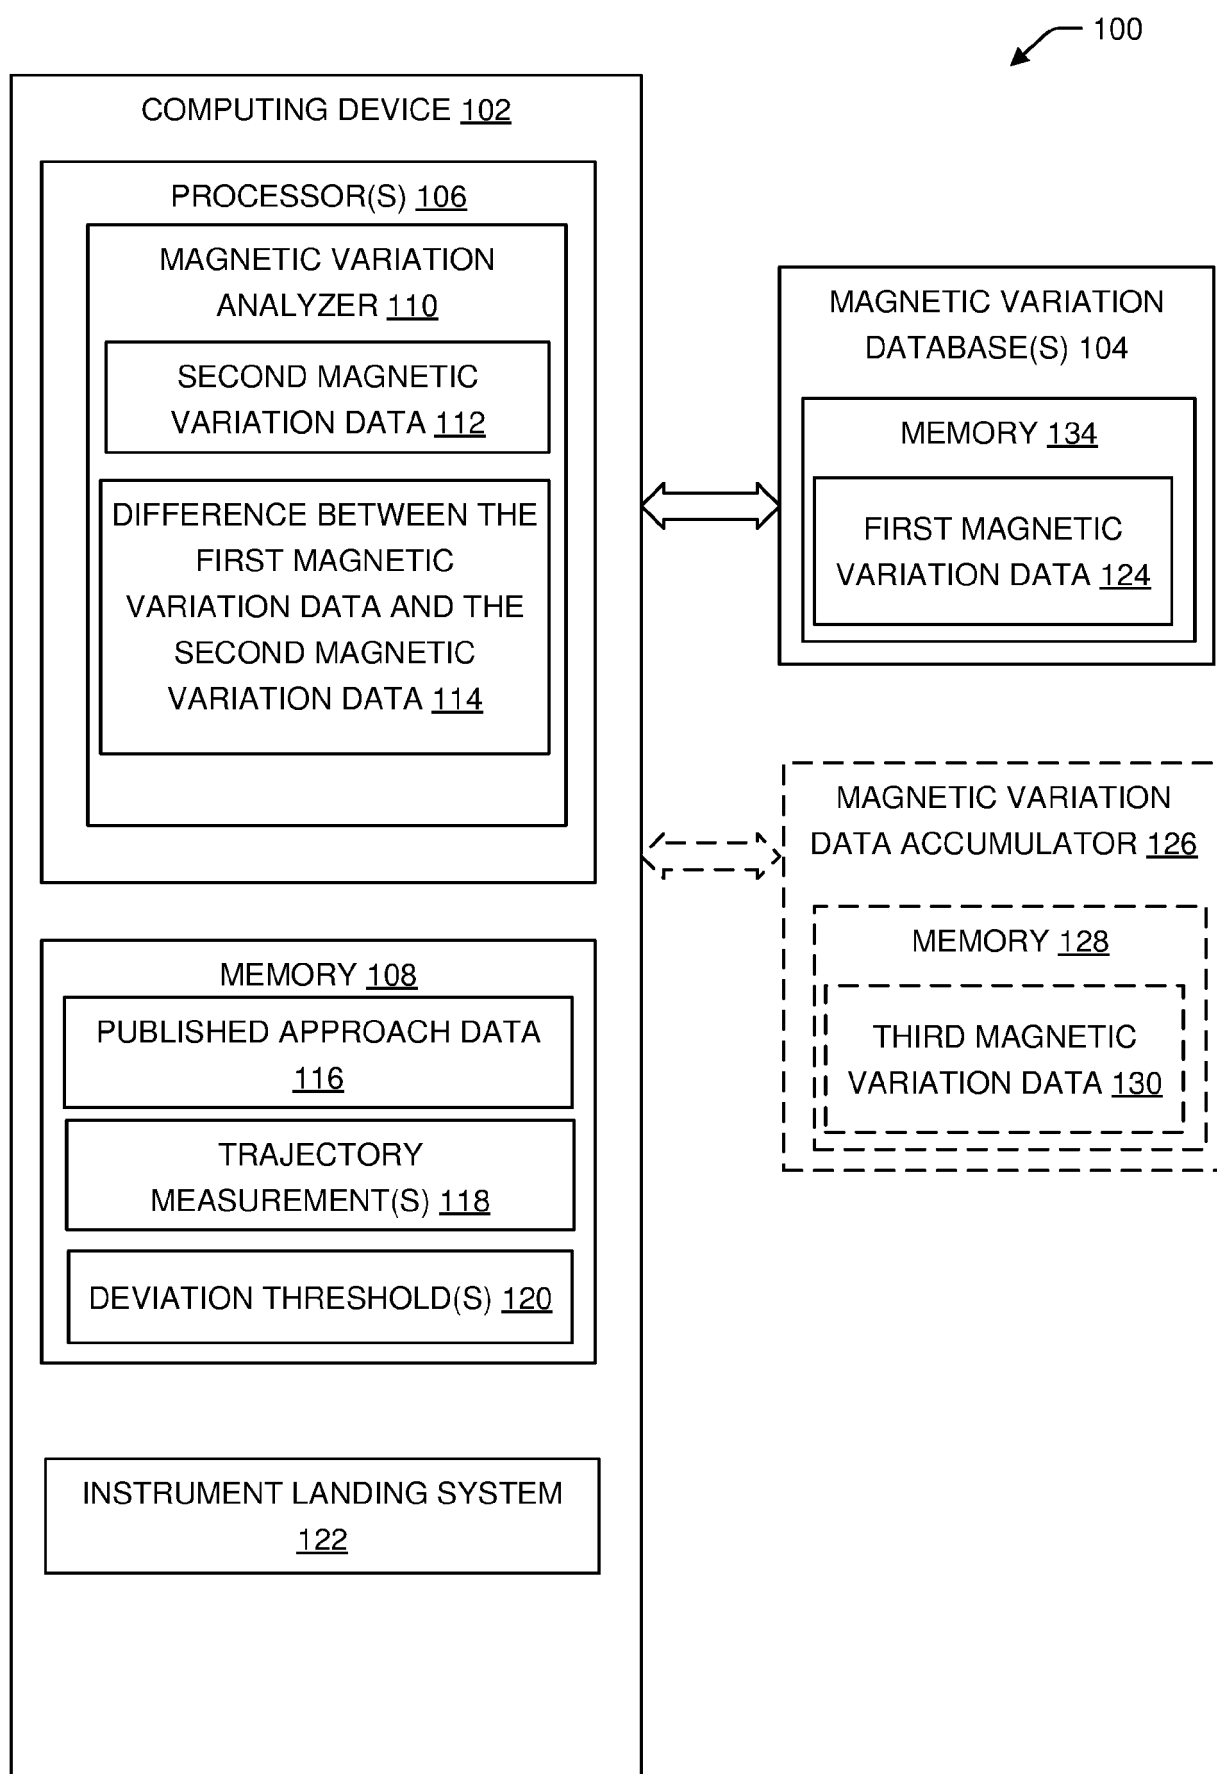 100
COMPUTING DEVICE 102
PROCESSOR(S) 106
MAGNETIC VARIATION
ANALYZER 110
SECOND MAGNETIC
VARIATION DATA 112
DIFFERENCE BETWEEN THE
FIRST MAGNETIC
VARIATION DATA AND THE
SECOND MAGNETIC
VARIATION DATA 114
MEMORY 108
PUBLISHED APPROACH DATA
116
TRAJECTORY
MEASUREMENT(S) 118
DEVIATION THRESHOLD(S) 120
INSTRUMENT LANDING SYSTEM
122
MAGNETIC VARIATION
DATABASE(S) 104
MEMORY 134
FIRST MAGNETIC
VARIATION DATA 124
MAGNETIC VARIATION
DATA ACCUMULATOR 126
MEMORY 128
THIRD MAGNETIC
VARIATION DATA 130